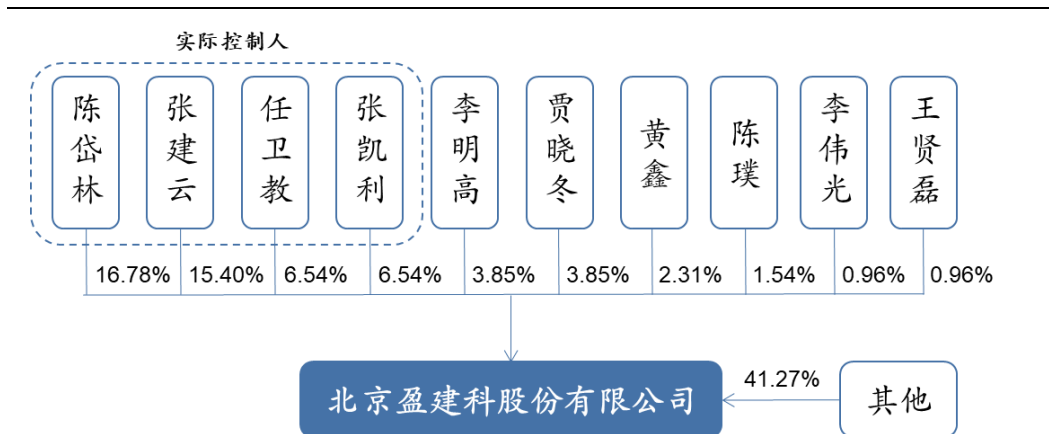 实际控制人
陈岱林
张建云
任卫教
张凯利
李明高
贾晓冬
黄鑫
陈璞
李伟光
王贤磊
16.78%
15.40%
6.54%
6.54%
3.85%
3.85%
2.31%
1.54%
0.96%
0.96%
北京盈建科股份有限公司
41.27%
其他